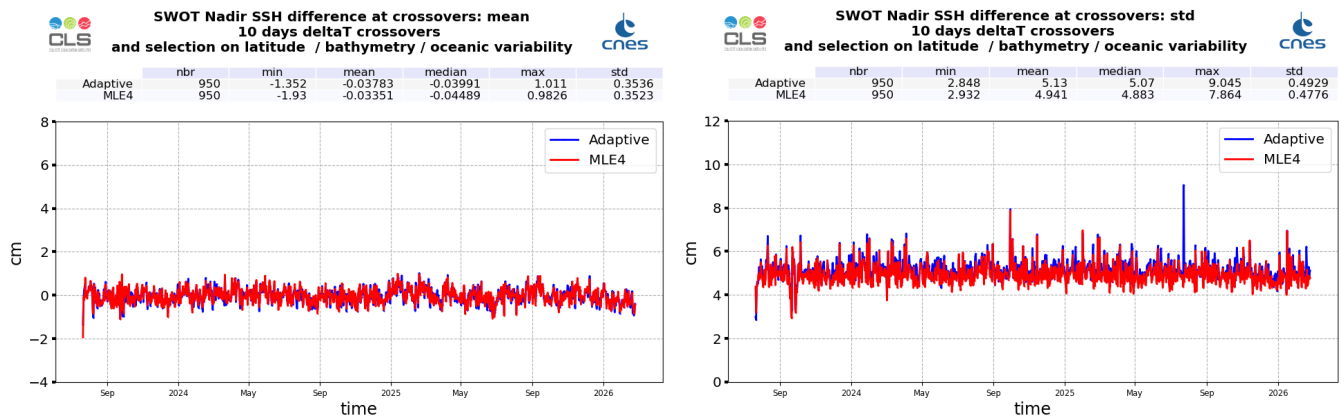 CLS
SWOT Nadir SSH difference at crossovers: mean
10 days deltaT crossovers
and selection on latitude / bathymetry / oceanic variability
cnes
nbr min mean median max std
Adaptive 950 -1.352 -0.03783 -0.03991 1.011 0.3536
MLE4 950 -1.93 -0.03351 -0.04489 0.9826 0.3523
8
6
4
2
0
−2
−4
cm
Adaptive
MLE4
Sep 2024 May Sep 2025 May Sep 2026
time
CLS
SWOT Nadir SSH difference at crossovers: std
10 days deltaT crossovers
and selection on latitude / bathymetry / oceanic variability
cnes
nbr min mean median max std
Adaptive 950 2.848 5.13 5.07 9.045 0.4929
MLE4 950 2.932 4.941 4.883 7.864 0.4776
12
10
8
6
4
2
0
cm
Adaptive
MLE4
Sep 2024 May Sep 2025 May Sep 2026
time